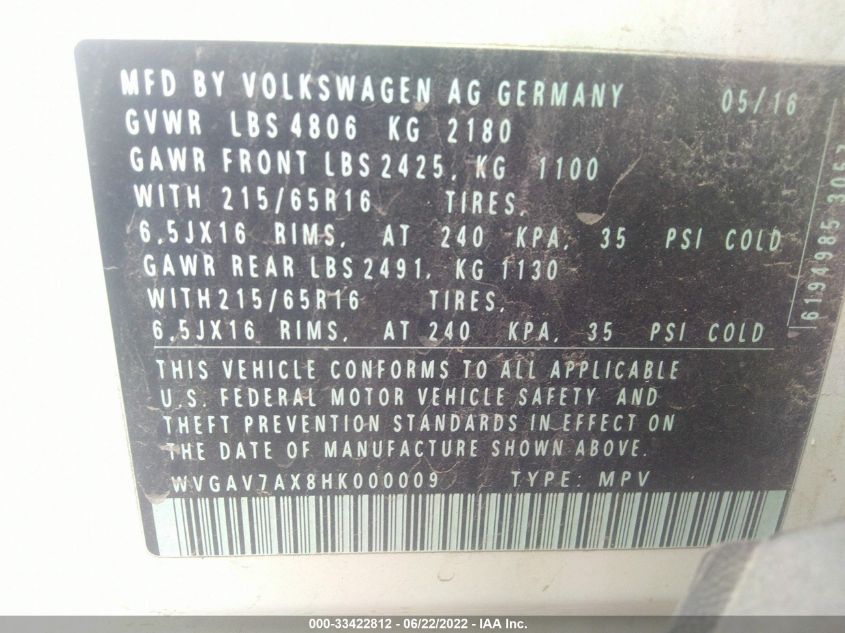 MFD BY VOLKSWAGEN AG GERMANY 05/16
GVWR LBS 4806 KG 2180
GAWR FRONT LBS 2425, KG 1100
WITH 215/65R16 TIRES,
6,5JX16 RIMS, AT 240 KPA, 35 PSI COLD
GAWR REAR LBS 2491, KG 1130
WITH 215/65R16 TIRES,
6,5JX16 RIMS, AT 240 KPA, 35 PSI COLD
THIS VEHICLE CONFORMS TO ALL APPLICABLE
U.S. FEDERAL MOTOR VEHICLE SAFETY AND
THEFT PREVENTION STANDARDS IN EFFECT ON
THE DATE OF MANUFACTURE SHOWN ABOVE.
WVGAV7AX8HK000009 TYPE: MPV
6194985
000-33422812 - 06/22/2022 - IAA Inc.